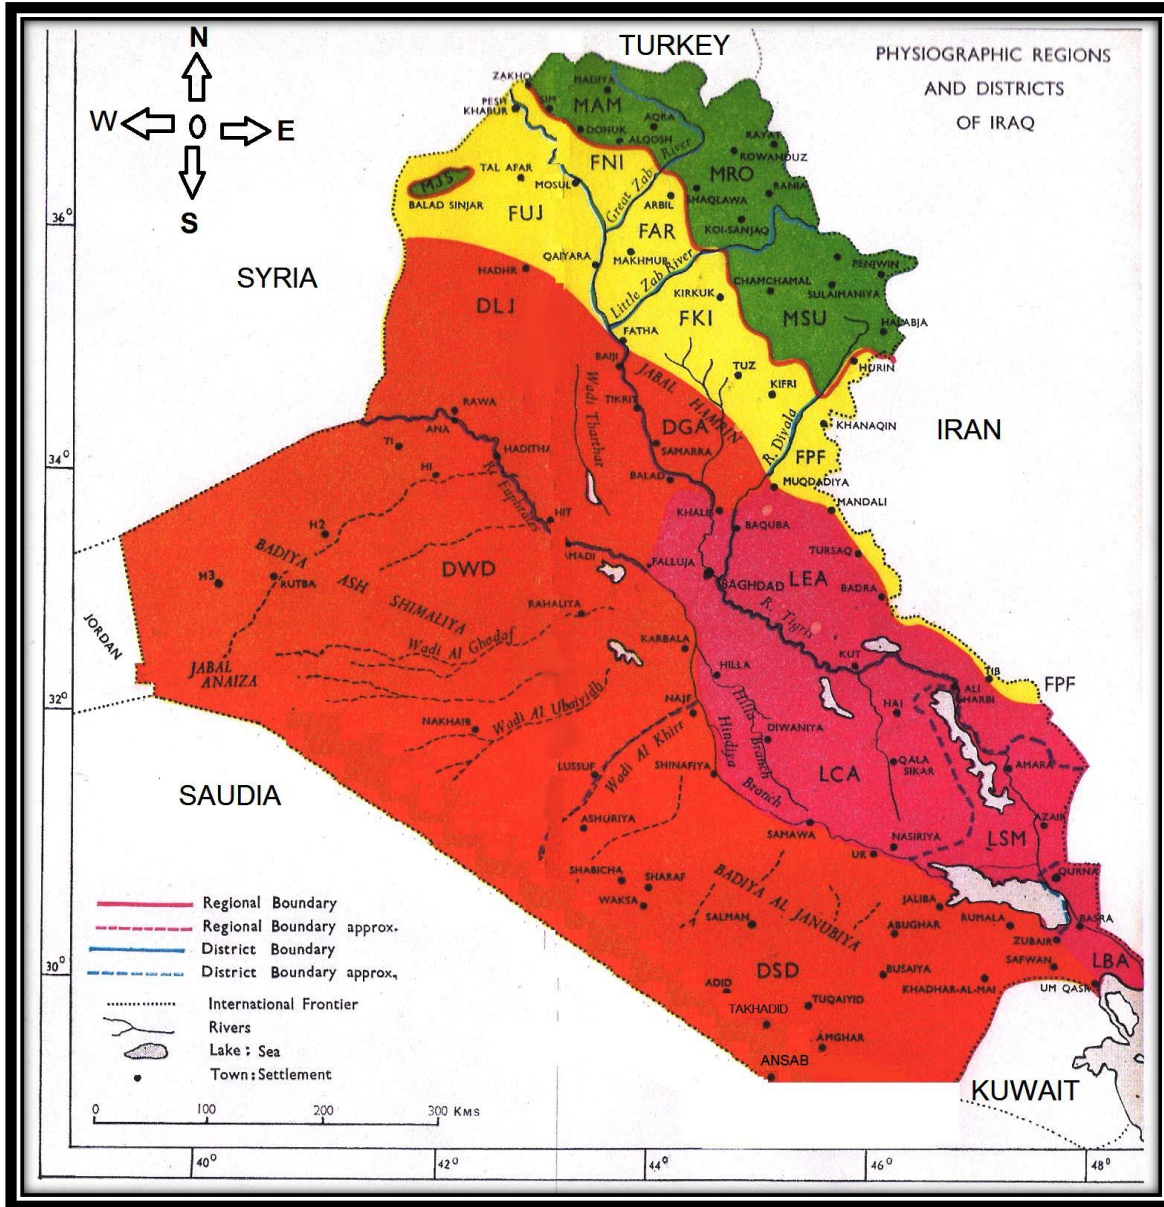 N
W
O
E
S
TURKEY
PHYSIOGRAPHIC REGIONS
AND DISTRICTS
OF IRAQ
ZAKHO
PESH
KHABUR
SIM
MADIYA
MAM
AQRA
DOHUK
ALQOSH
RAYAT
ROWANDUZ
MRO
RANIA
SHAQLAWA
KOI-SANJAQ
FNI
TAL AFAR
MOSUL
MJS
BALAD SINJAR
FUJ
Great Zab River
ARBIL
FAR
MAKHMUR
QAIYARA
Little Zab River
36°
SYRIA
HADHR
DLJ
KIRKUK
CHAMCHAMAL
PENJWIN
SULAIMANIYA
FKI
MSU
HALABJA
FATHA
BAIJI
HURIN
JABAL HAMRIN
TUZ
KIFRI
Wadi Tharthar
TIKRIT
RAWA
ANA
DGA
SAMARRA
R. Diyala
KHANAQIN
IRAN
TI
HADITHA
34°
HI
R. Euphrates
BALAD
FPF
MUQDADIYA
MANDALI
H2
HIT
KHALIS
BAQUBA
BADIYA ASH SHIMALIYA
MADI
FALLUJA
TURSAQ
H3
RUTBA
DWD
BAGHDAD
LEA
BADRA
RAHALIYA
R. Tigris
JORDAN
Wadi Al Ghadaf
KARBALA
KUT
JABAL
ANAIZA
HILLA
TIB
FPF
32°
Wadi Al Ubaiyidh
NAJF
ALI
GHARBI
HAI
NAKHAIB
Wadi Al Khirr
Hilla Branch
Hindiya Branch
DIWANIYA
LUSSUF
SHINAFIYA
LCA
QALA
SIKAR
AMARA
SAUDIA
ASHURIYA
SAMAWA
AZAIR
NASIRIYA
LSM
UR
SHABICHA
SHARAF
WAKSA
BADIYA AL JANUBIYA
QURNA
JALIBA
SALMAN
ABUGHAR
RUMALA
BASRA
ZUBAIR
30°
DSD
BUSAIYA
SAFWAN
LBA
ADID
KHADHAR-AL-MAI
UM QASR
TUQAIYID
TAKHADID
AMGHAR
ANSAB
KUWAIT
Regional Boundary
Regional Boundary approx.
District Boundary
District Boundary approx.
International Frontier
Rivers
Lake ; Sea
Town:Settlement
0 100 200 300 KMS
40° 42° 44° 46° 48°